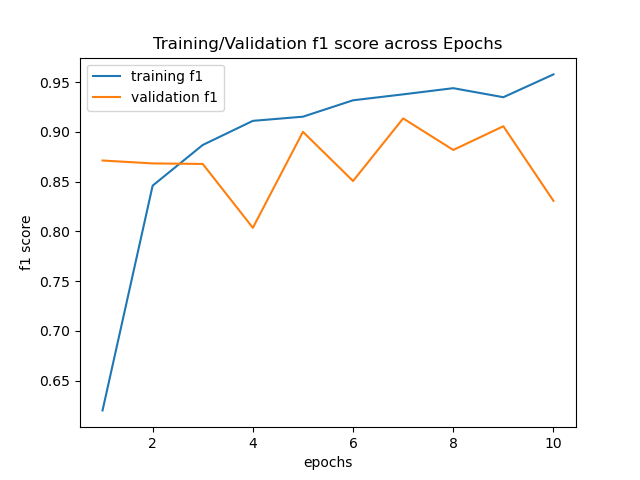 Training/Validation f1 score across Epochs
training f1
validation f1
0.95
0.90
0.85
0.80
0.75
0.70
0.65
f1 score
2
4
6
8
10
epochs